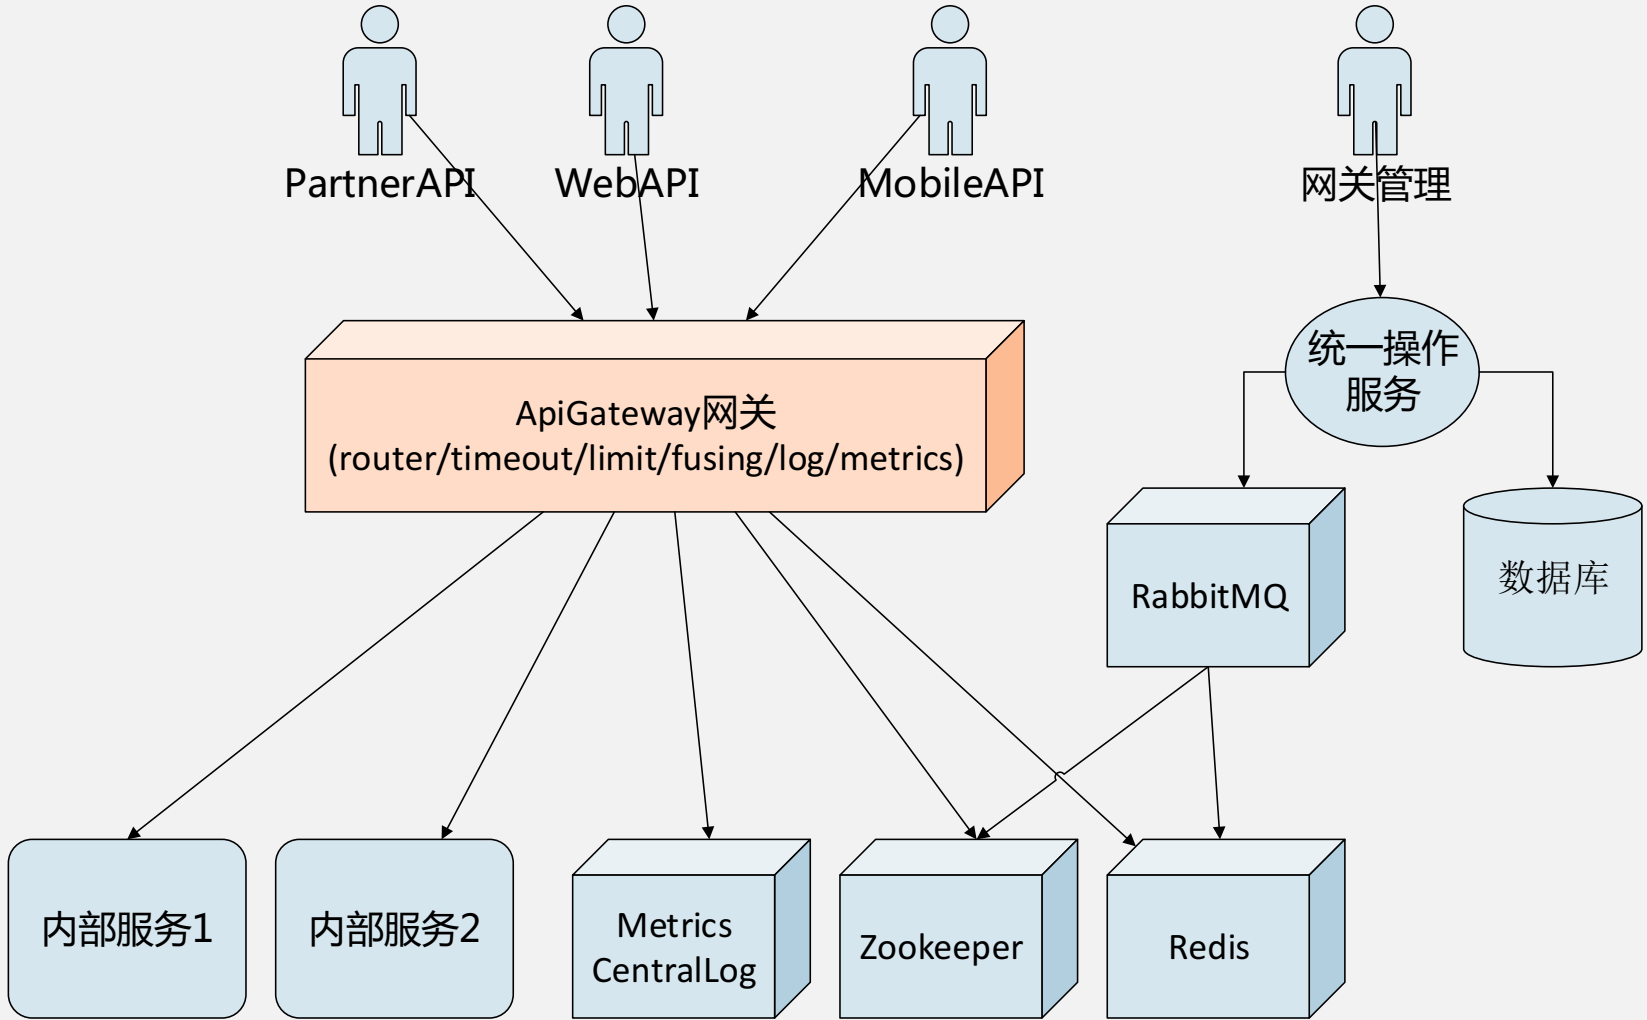 PartnerAPI
WebAPI
MobileAPI
网关管理
统一操作
服务
ApiGateway网关
(router/timeout/limit/fusing/log/metrics)
RabbitMQ
数据库
内部服务1
内部服务2
Metrics
CentralLog
Zookeeper
Redis